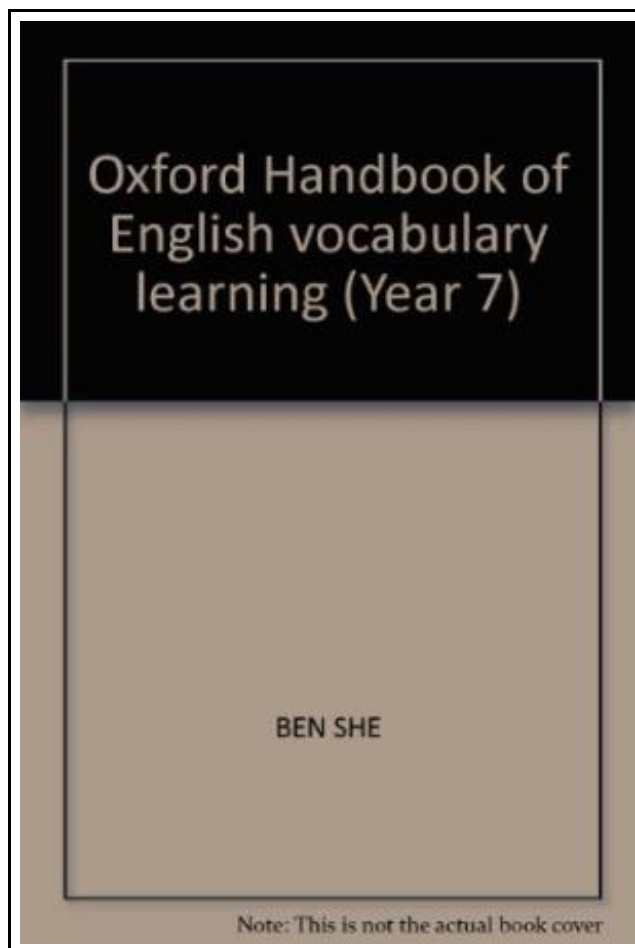 Oxford Handbook of
English vocabulary
learning (Year 7)
BEN SHE
Note: This is not the actual book cover